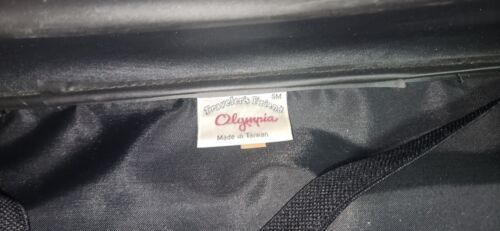 SM
Traveler's Friend
Olympia
Made in Taiwan